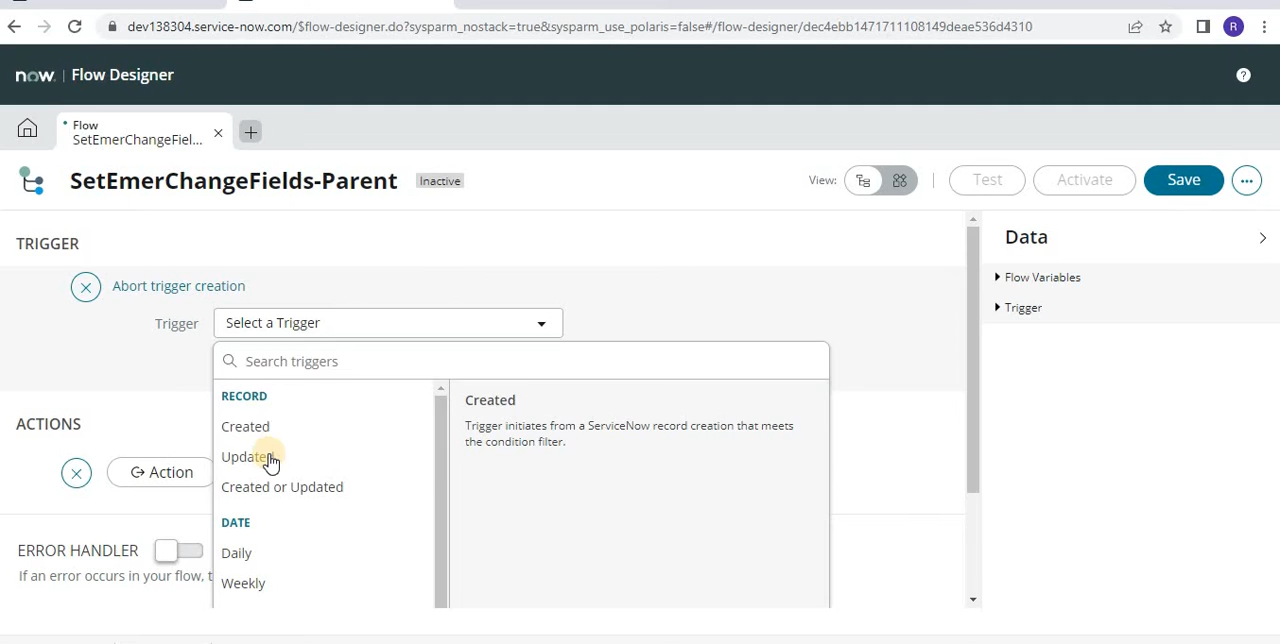 dev138304.service-now.com/$flow-designer.do?sysparm_nostack=true&sysparm_use_polaris=false#/flow-designer/dec4ebb1471711108149deae536d4310
R
now. | Flow Designer
?
Flow
SetEmerChangeFiel...
SetEmerChangeFields-Parent
Inactive
View:
Test
Activate
Save
TRIGGER
Data
Abort trigger creation
Flow Variables
Trigger
Select a Trigger
Trigger
Search triggers
RECORD
Created
Updated
Created or Updated
DATE
Daily
Weekly
Created
Trigger initiates from a ServiceNow record creation that meets
the condition filter.
ACTIONS
Action
ERROR HANDLER
If an error occurs in your flow, t